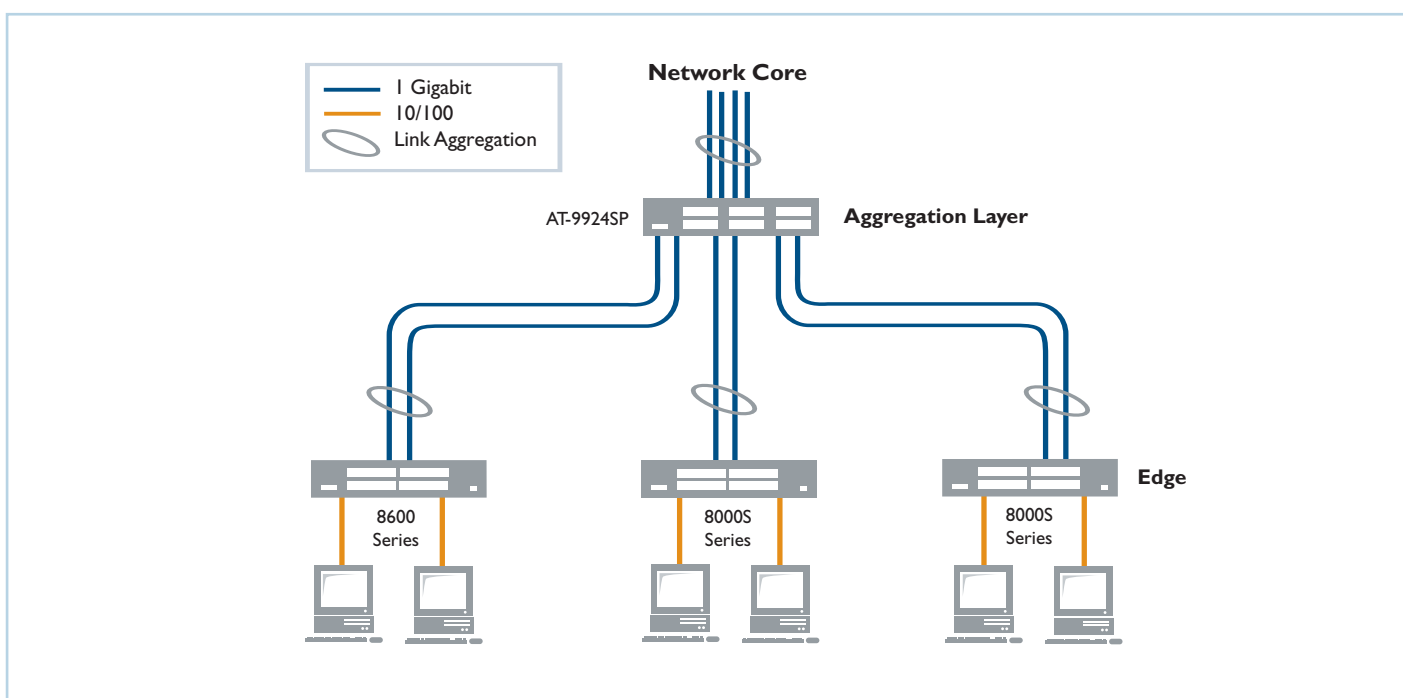 Network Core
1 Gigabit
10/100
Link Aggregation
AT-9924SP
Aggregation Layer
Edge
8600
Series
8000S
Series
8000S
Series